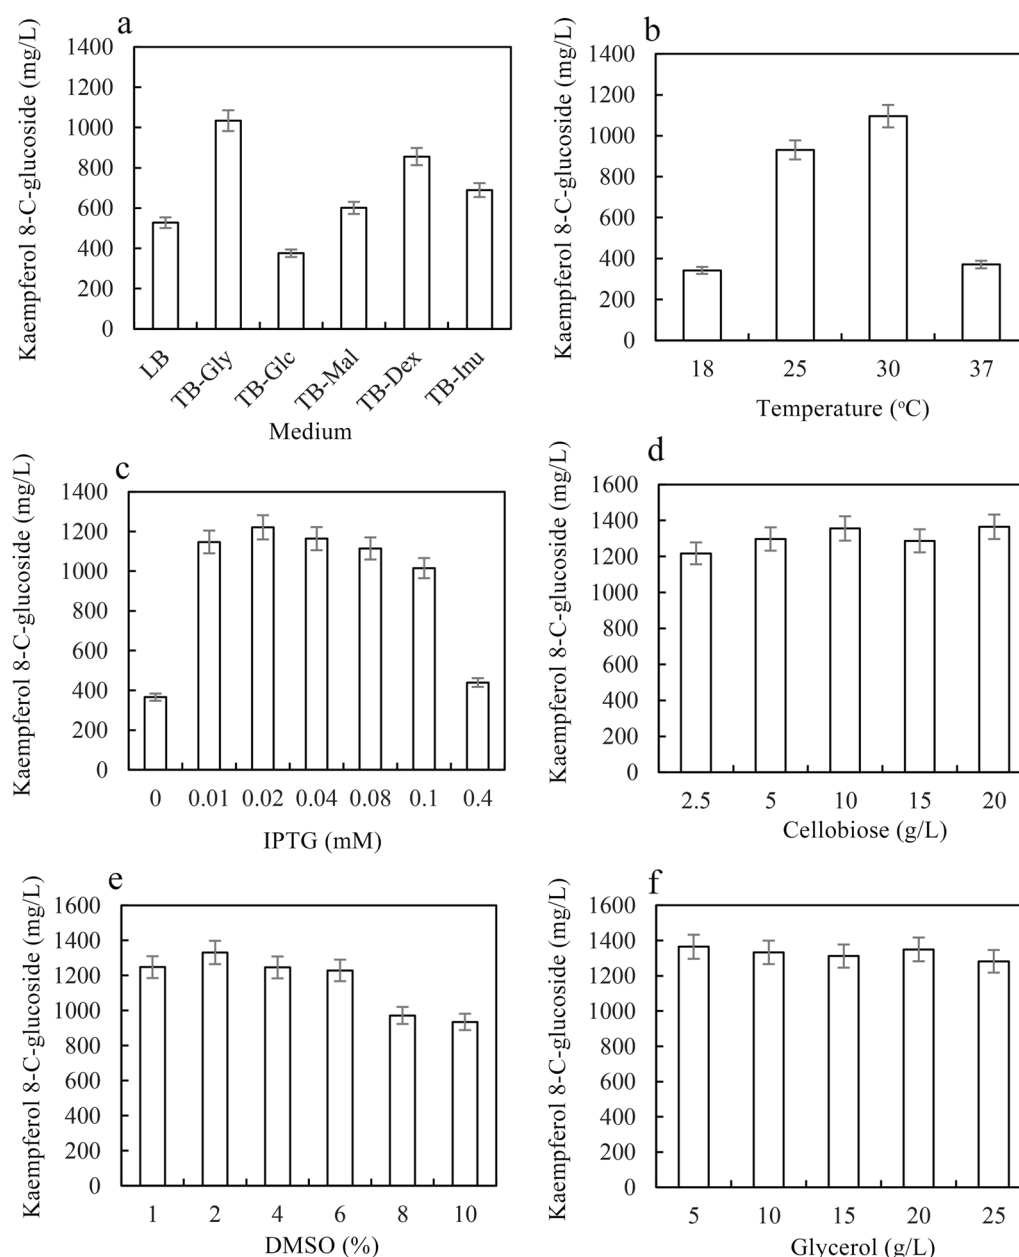 a
Kaempferol 8-C-glucoside (mg/L)
1400
1200
1000
800
600
400
200
0
LB TB-Gly TB-Glc TB-Mal TB-Dex TB-Inu
Medium
b
Kaempferol 8-C-glucoside (mg/L)
1400
1200
1000
800
600
400
200
0
18 25 30 37
Temperature (°C)
c
Kaempferol 8-C-glucoside (mg/L)
1400
1200
1000
800
600
400
200
0
0 0.01 0.02 0.04 0.08 0.1 0.4
IPTG (mM)
d
Kaempferol 8-C-glucoside (mg/L)
1600
1400
1200
1000
800
600
400
200
0
2.5 5 10 15 20
Cellobiose (g/L)
e
Kaempferol 8-C-glucoside (mg/L)
1600
1400
1200
1000
800
600
400
200
0
1 2 4 6 8 10
DMSO (%)
f
Kaempferol 8-C-glucoside (mg/L)
1600
1400
1200
1000
800
600
400
200
0
5 10 15 20 25
Glycerol (g/L)